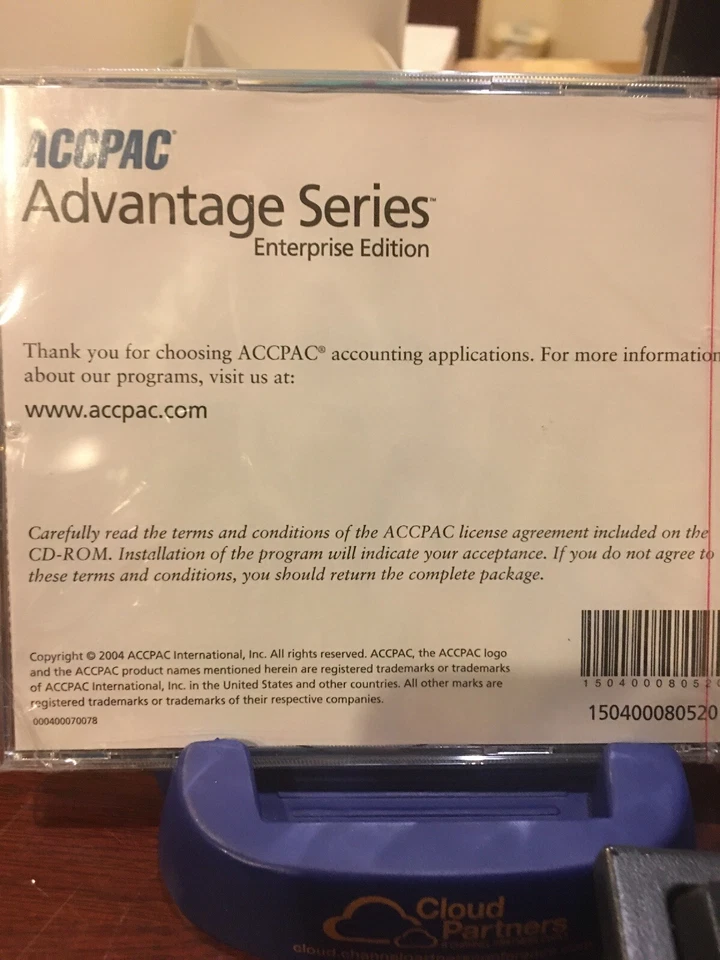 ACCPAC®
Advantage Series™
Enterprise Edition
Thank you for choosing ACCPAC® accounting applications. For more information
about our programs, visit us at:
www.accpac.com
Carefully read the terms and conditions of the ACCPAC license agreement included on the
CD-ROM. Installation of the program will indicate your acceptance. If you do not agree to
these terms and conditions, you should return the complete package.
Copyright © 2004 ACCPAC International, Inc. All rights reserved. ACCPAC, the ACCPAC logo
and the ACCPAC product names mentioned herein are registered trademarks or trademarks
of ACCPAC International, Inc. in the United States and other countries. All other marks are
registered trademarks or trademarks of their respective companies.
000400070078
150400080520
150400080520
Cloud
Partners